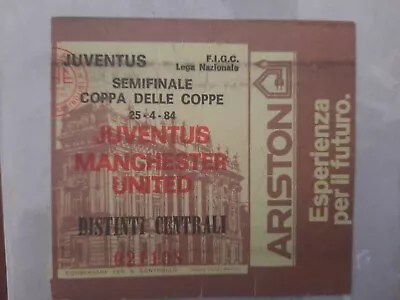 JUVENTUS
F.I.G.C.
Lega Nazionale
SEMIFINALE
COPPA DELLE COPPE
25-4-84
JUVENTUS
MANCHESTER
UNITED
DISTINTI CENTRALI
ARISTON
Esperienza
per il futuro.